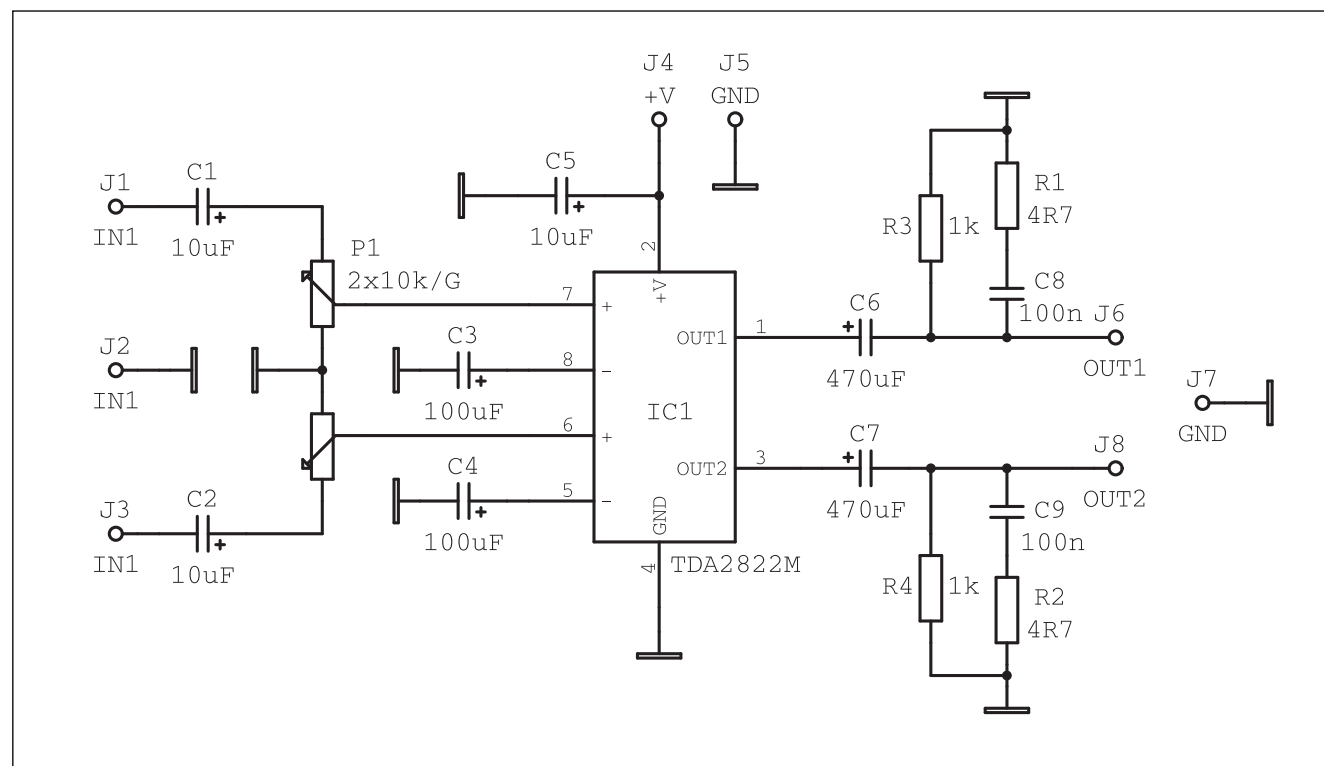 J4
+V
J5
GND
C1
J1
+
IN1
10uF
C5
+
10uF
P1
2x10k/G
R3
1k
R1
4R7
C8
100n
J6
OUT1
2
+V
7
+
OUT1
1
C6
+
470uF
J2
IN1
C3
+
100uF
8
-
IC1
6
+
OUT2
3
C7
+
470uF
J7
GND
J8
OUT2
C4
+
100uF
5
-
GND
4
TDA2822M
J3
IN1
C2
+
10uF
C9
100n
R4
1k
R2
4R7